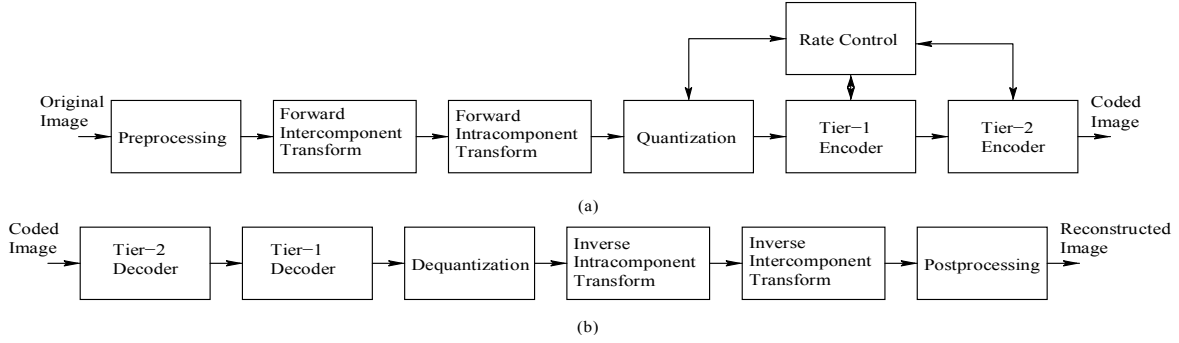 Rate Control
Original
Image
Preprocessing
Forward
Intercomponent
Transform
Forward
Intracomponent
Transform
Quantization
Tier−1
Encoder
Tier−2
Encoder
Coded
Image
(a)
Coded
Image
Tier−2
Decoder
Tier−1
Decoder
Dequantization
Inverse
Intracomponent
Transform
Inverse
Intercomponent
Transform
Postprocessing
Reconstructed
Image
(b)